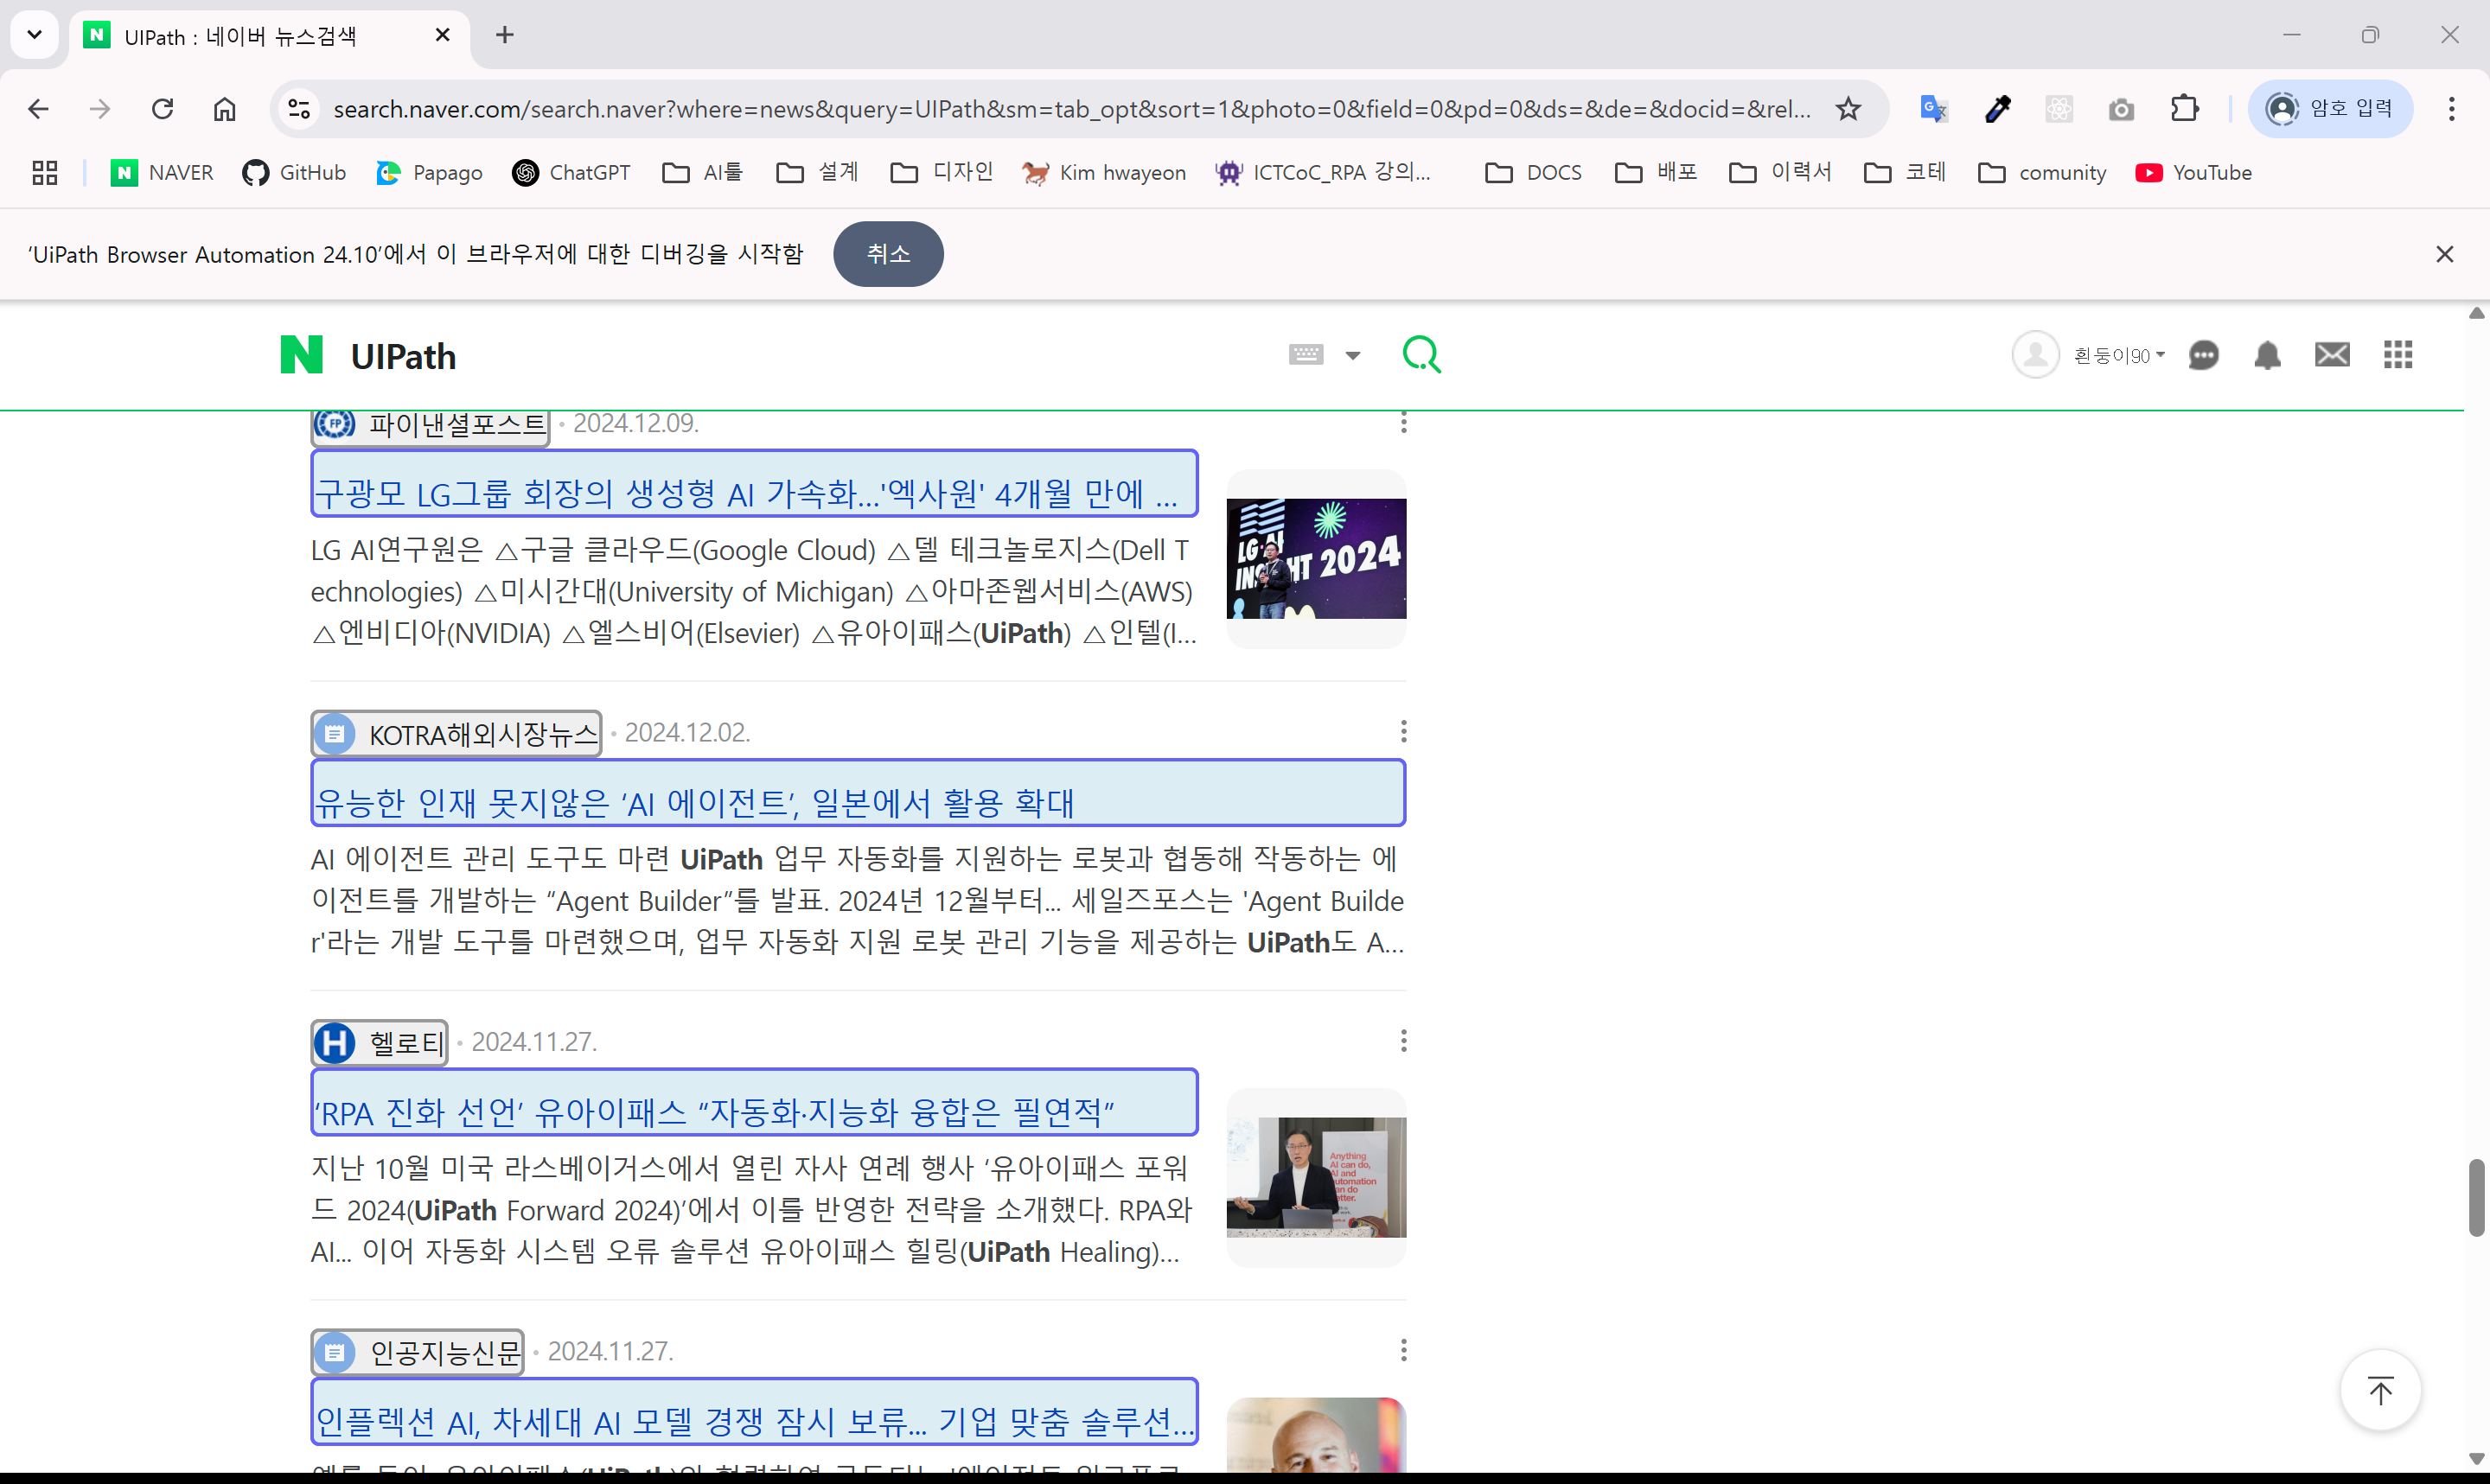 UIPath : 네이버 뉴스검색
search.naver.com/search.naver?where=news&query=UIPath&sm=tab_opt&sort=1&photo=0&field=0&pd=0&ds=&de=&docid=&rel...
암호 입력
NAVER GitHub Papago ChatGPT AI툴 설계 디자인 Kim hwayeon ICTCoC_RPA 강의... DOCS 배포 이력서 코테 comunity YouTube
'UiPath Browser Automation 24.10'에서 이 브라우저에 대한 디버깅을 시작함 취소
UIPath
흰둥이90
파이낸셜포스트 · 2024.12.09.
구광모 LG그룹 회장의 생성형 AI 가속화...'엑사원' 4개월 만에 ...
LG AI연구원은 △구글 클라우드(Google Cloud) △델 테크놀로지스(Dell T
echnologies) △미시간대(University of Michigan) △아마존웹서비스(AWS)
△엔비디아(NVIDIA) △엘스비어(Elsevier) △유아이패스(UiPath) △인텔(I...
KOTRA해외시장뉴스 · 2024.12.02.
유능한 인재 못지않은 ‘AI 에이전트’, 일본에서 활용 확대
AI 에이전트 관리 도구도 마련 UiPath 업무 자동화를 지원하는 로봇과 협동해 작동하는 에
이전트를 개발하는 “Agent Builder”를 발표. 2024년 12월부터... 세일즈포스는 'Agent Builde
r'라는 개발 도구를 마련했으며, 업무 자동화 지원 로봇 관리 기능을 제공하는 UiPath도 A...
헬로티 · 2024.11.27.
‘RPA 진화 선언’ 유아이패스 “자동화·지능화 융합은 필연적”
지난 10월 미국 라스베이거스에서 열린 자사 연례 행사 ‘유아이패스 포워
드 2024(UiPath Forward 2024)’에서 이를 반영한 전략을 소개했다. RPA와
AI... 이어 자동화 시스템 오류 솔루션 유아이패스 힐링(UiPath Healing)...
Anything
AI can do,
AI and
automation
can do
better.
인공지능신문 · 2024.11.27.
인플렉션 AI, 차세대 AI 모델 경쟁 잠시 보류... 기업 맞춤 솔루션...